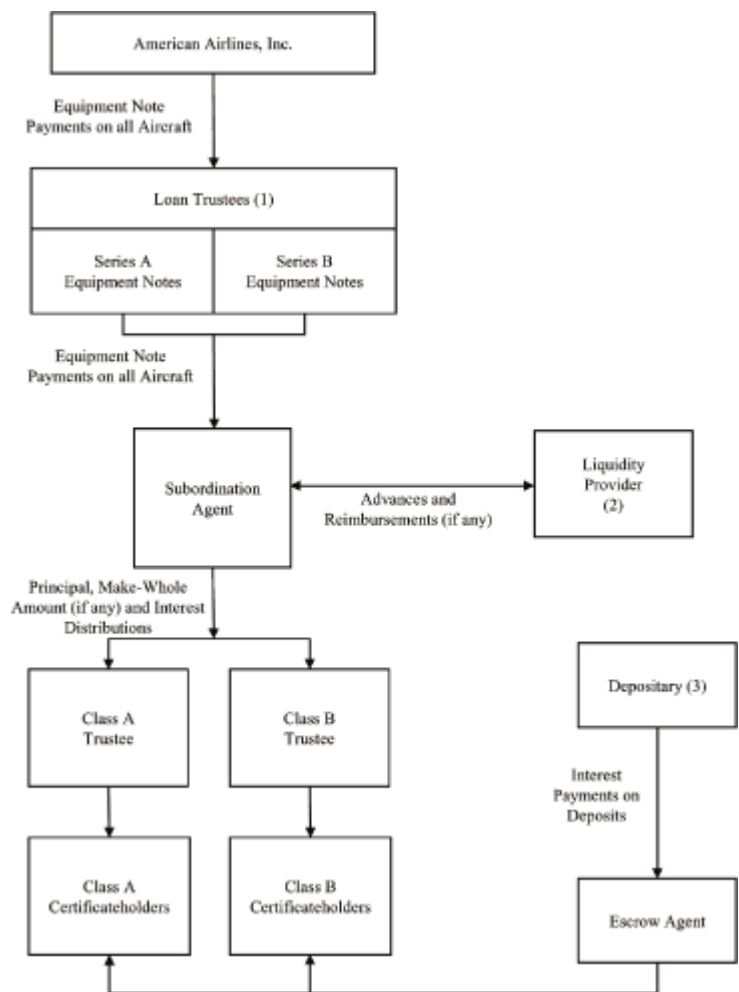 American Airlines, Inc.
Equipment Note
Payments on all Aircraft
Loan Trustees (1)
Series A
Equipment Notes
Series B
Equipment Notes
Equipment Note
Payments on all Aircraft
Subordination
Agent
Liquidity
Provider
(2)
Advances and
Reimbursements (if any)
Principal, Make-Whole
Amount (if any) and Interest
Distributions
Class A
Trustee
Class B
Trustee
Depositary (3)
Interest
Payments on
Deposits
Class A
Certificateholders
Class B
Certificateholders
Escrow Agent